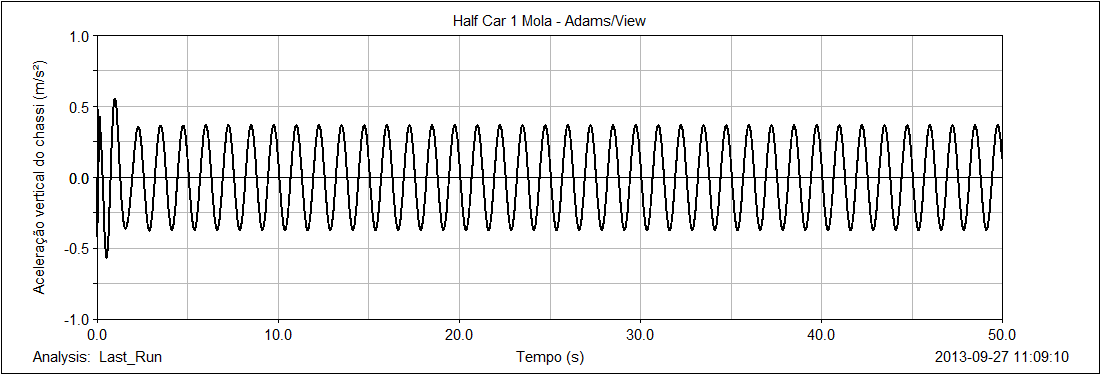 Half Car 1 Mola - Adams/View
Aceleração vertical do chassi (m/s²)
1.0
0.5
0.0
-0.5
-1.0
0.0 10.0 20.0 30.0 40.0 50.0
Analysis: Last_Run Tempo (s) 2013-09-27 11:09:10